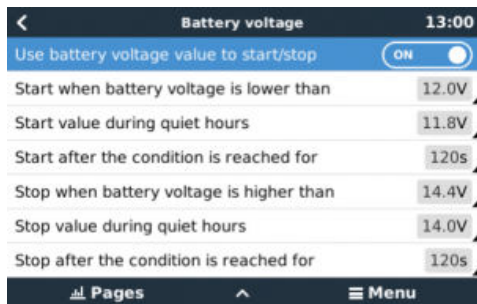 Battery voltage 13:00
Use battery voltage value to start/stop ON
Start when battery voltage is lower than 12.0V
Start value during quiet hours 11.8V
Start after the condition is reached for 120s
Stop when battery voltage is higher than 14.4V
Stop value during quiet hours 14.0V
Stop after the condition is reached for 120s
Pages Menu